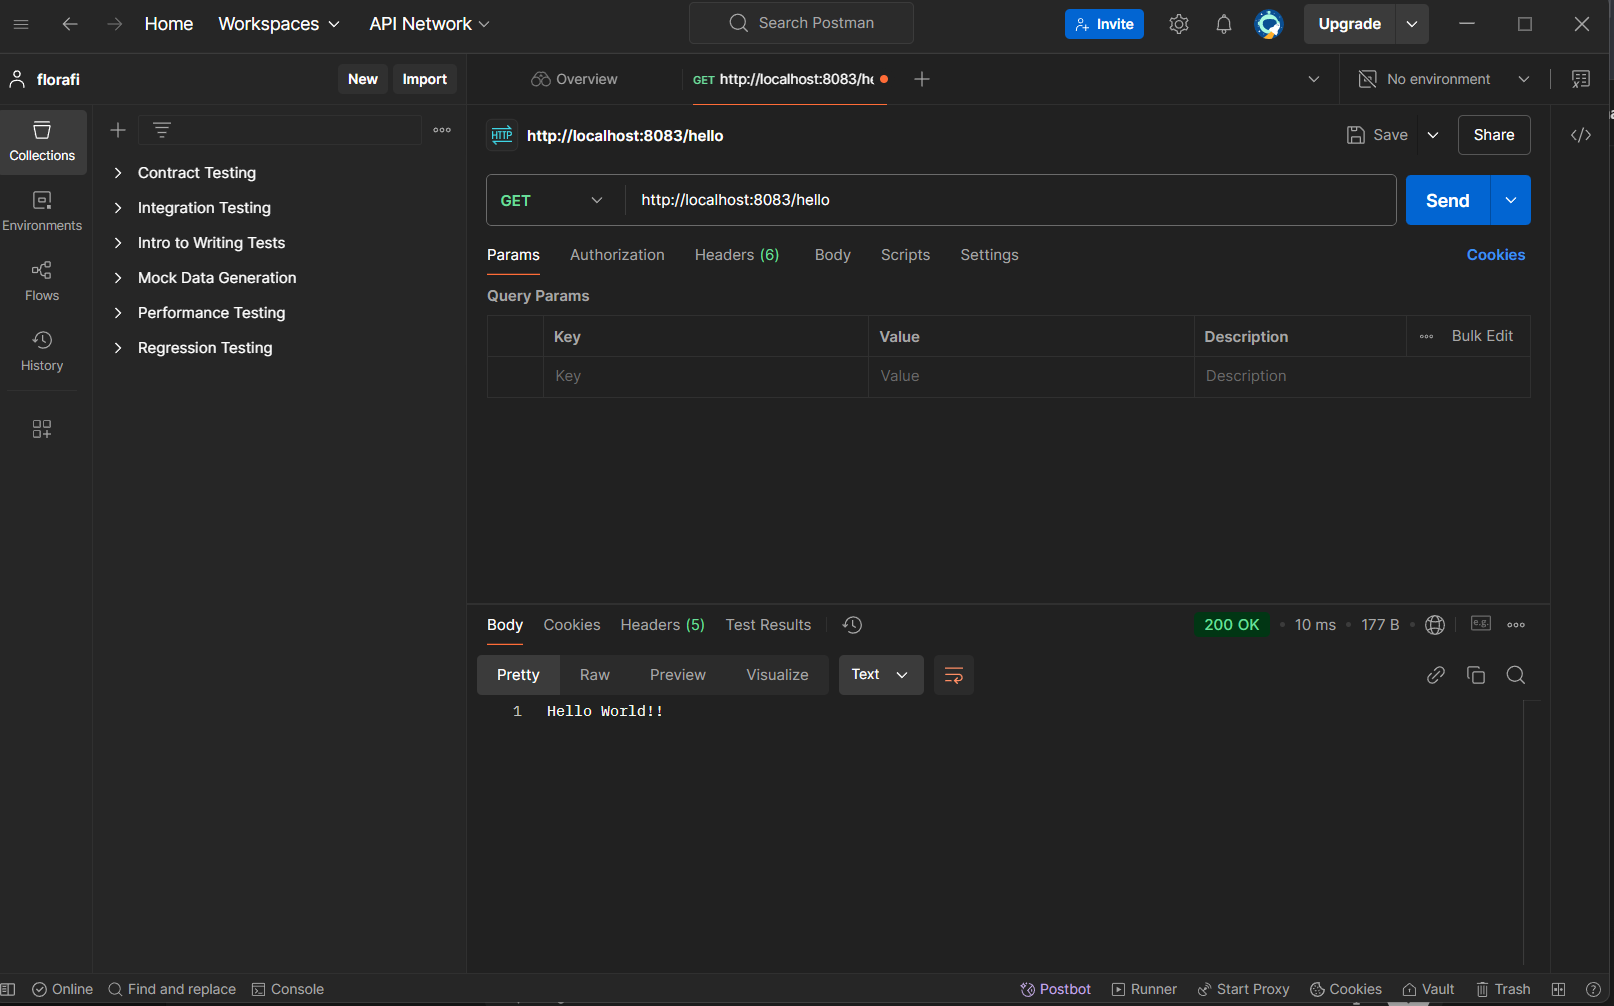 Home Workspaces API Network Search Postman Invite Upgrade
florafi New Import Overview GET http://localhost:8083/he No environment
HTTP http://localhost:8083/hello Save Share
Collections
Environments
Flows
History
Contract Testing
Integration Testing
Intro to Writing Tests
Mock Data Generation
Performance Testing
Regression Testing
GET http://localhost:8083/hello Send
Params Authorization Headers (6) Body Scripts Settings Cookies
Query Params
Key Value Description Bulk Edit
Key Value Description
Body Cookies Headers (5) Test Results 200 OK • 10 ms • 177 B • e.g.
Pretty Raw Preview Visualize Text
1 Hello World!!
Online Find and replace Console Postbot Runner Start Proxy Cookies Vault Trash